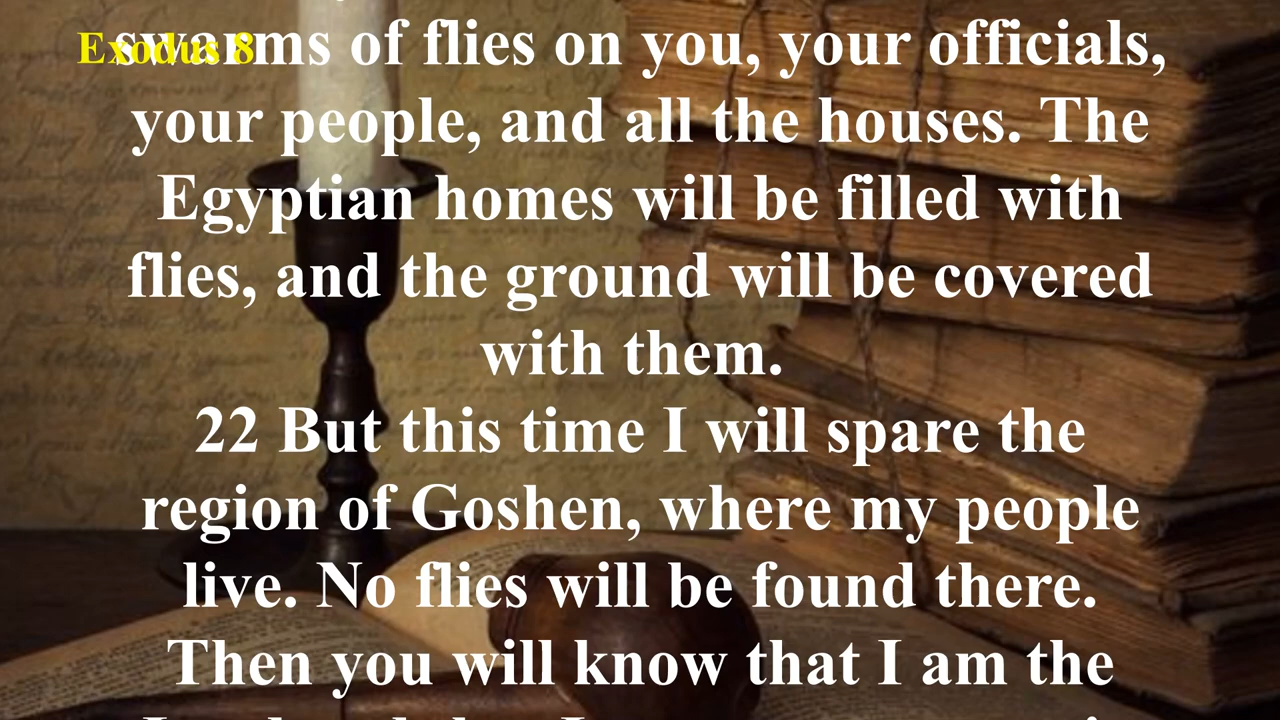 Exodus 8
swarms of flies on you, your officials,
your people, and all the houses. The
Egyptian homes will be filled with
flies, and the ground will be covered
with them.
22 But this time I will spare the
region of Goshen, where my people
live. No flies will be found there.
Then you will know that I am the